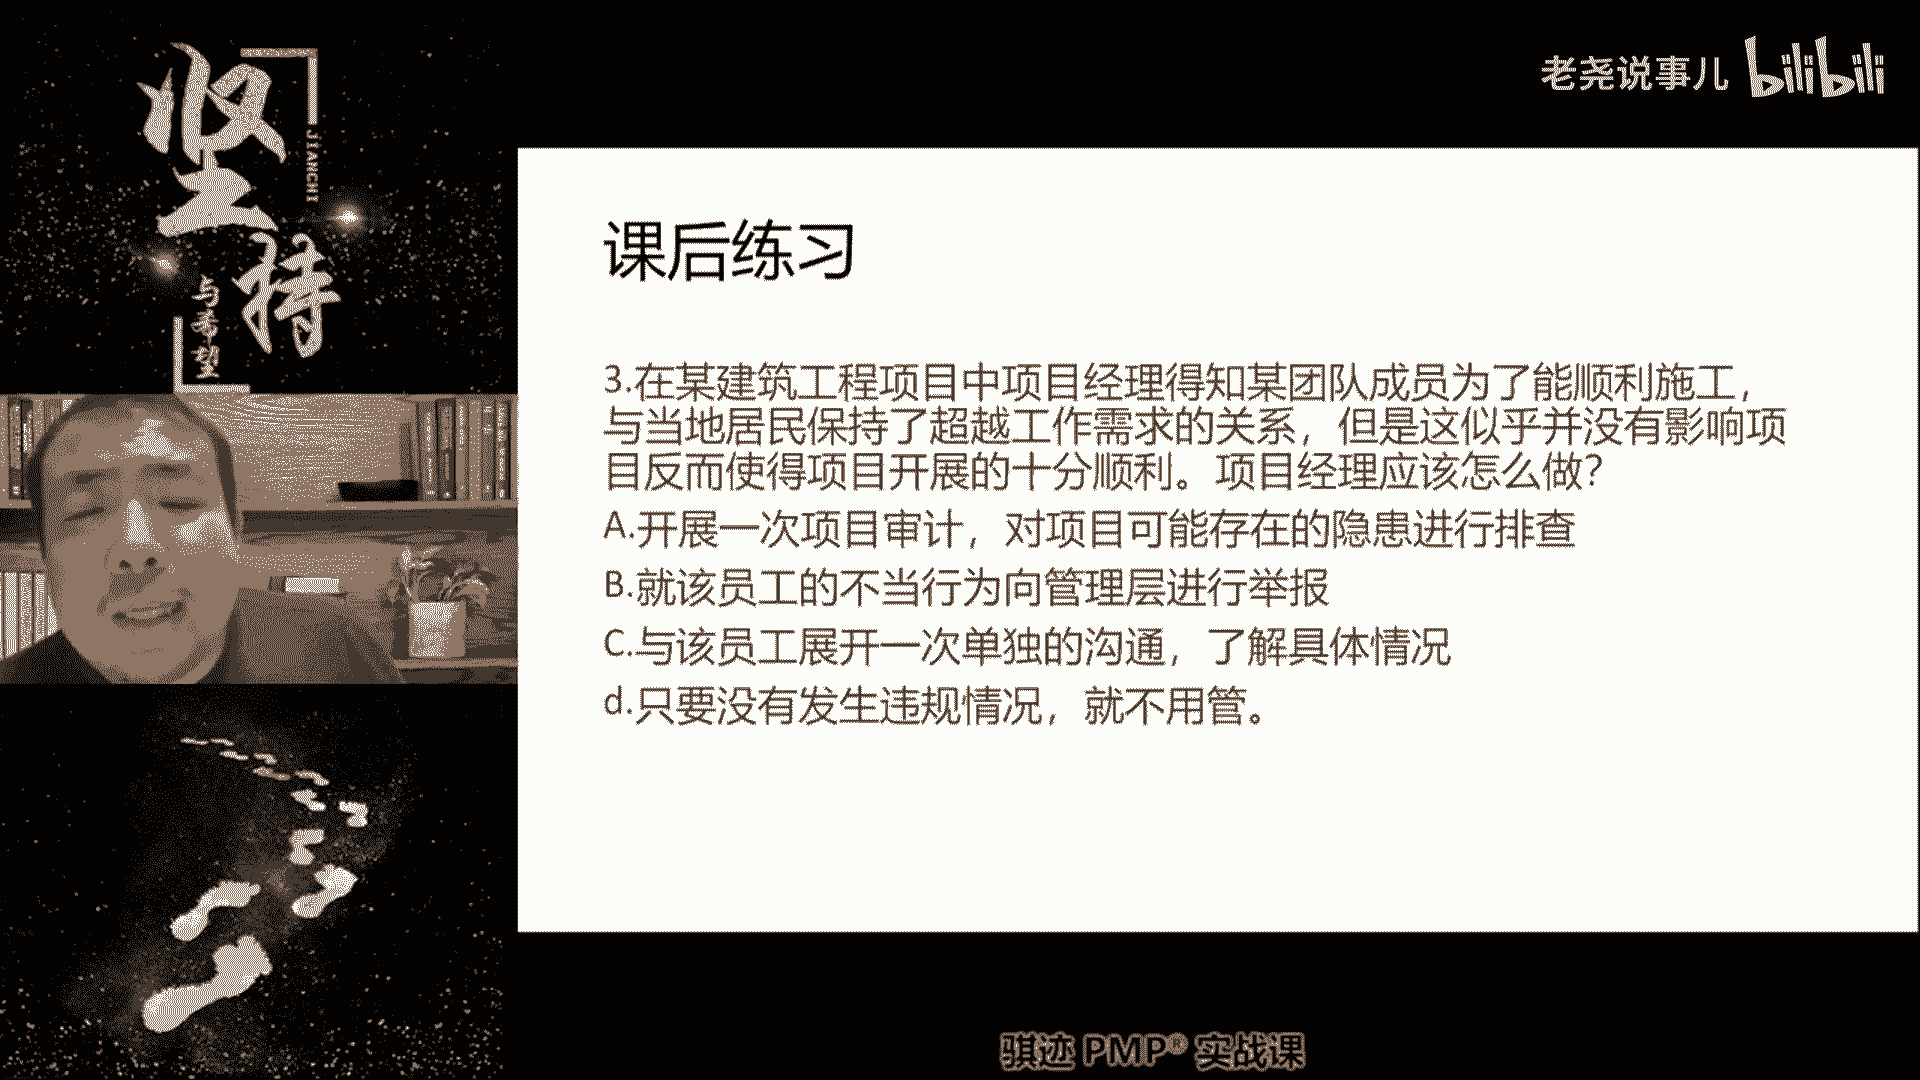 坚持
JIANCHI
与希望
老尧说事儿 bilibili
课后练习
3.在某建筑工程项目中项目经理得知某团队成员为了能顺利施工，
与当地居民保持了超越工作需求的关系，但是这似乎并没有影响项
目反而使得项目开展的十分顺利。项目经理应该怎么做?
A.开展一次项目审计，对项目可能存在的隐患进行排查
B.就该员工的不当行为向管理层进行举报
C.与该员工展开一次单独的沟通，了解具体情况
d.只要没有发生违规情况，就不用管。
骐迹 PMP® 实战课